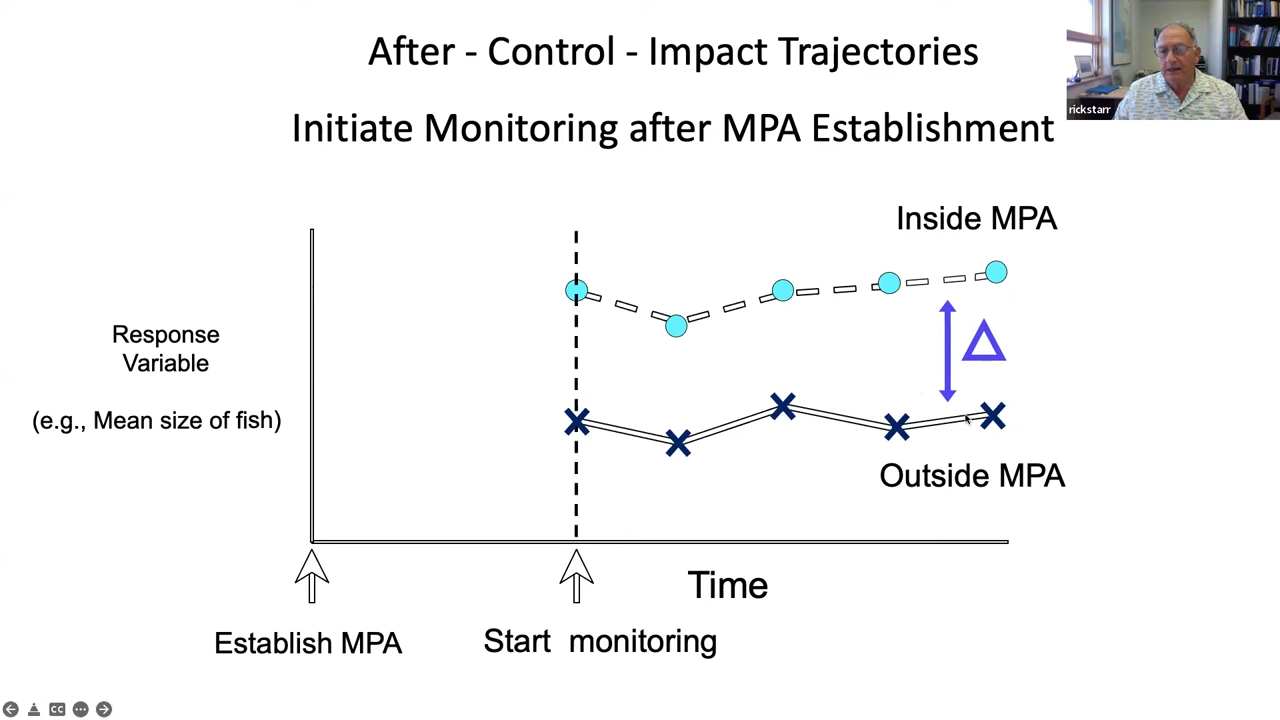 After - Control - Impact Trajectories
Initiate Monitoring after MPA Establishment
rickstarr
Inside MPA
Response
Variable
(e.g., Mean size of fish)
Δ
Outside MPA
Time
Establish MPA
Start monitoring
CC